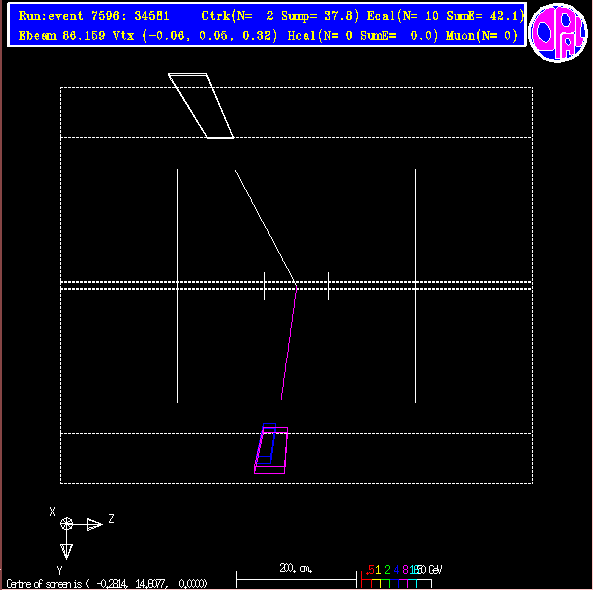 Run:event 7596: 34581 Ctrk(N= 2 Sump= 37.8) Ecal(N= 10 SumE= 42.1)
Ebeam 86.159 Vtx (-0.06, 0.05, 0.32) Hcal(N= 0 SumE= 0.0) Muon(N= 0)
OPAL
X
Z
Y
200. cm.
.5 1 2 4 8 16 50 GeV
Centre of screen is ( -0.2814, 14.6077, 0.0000)